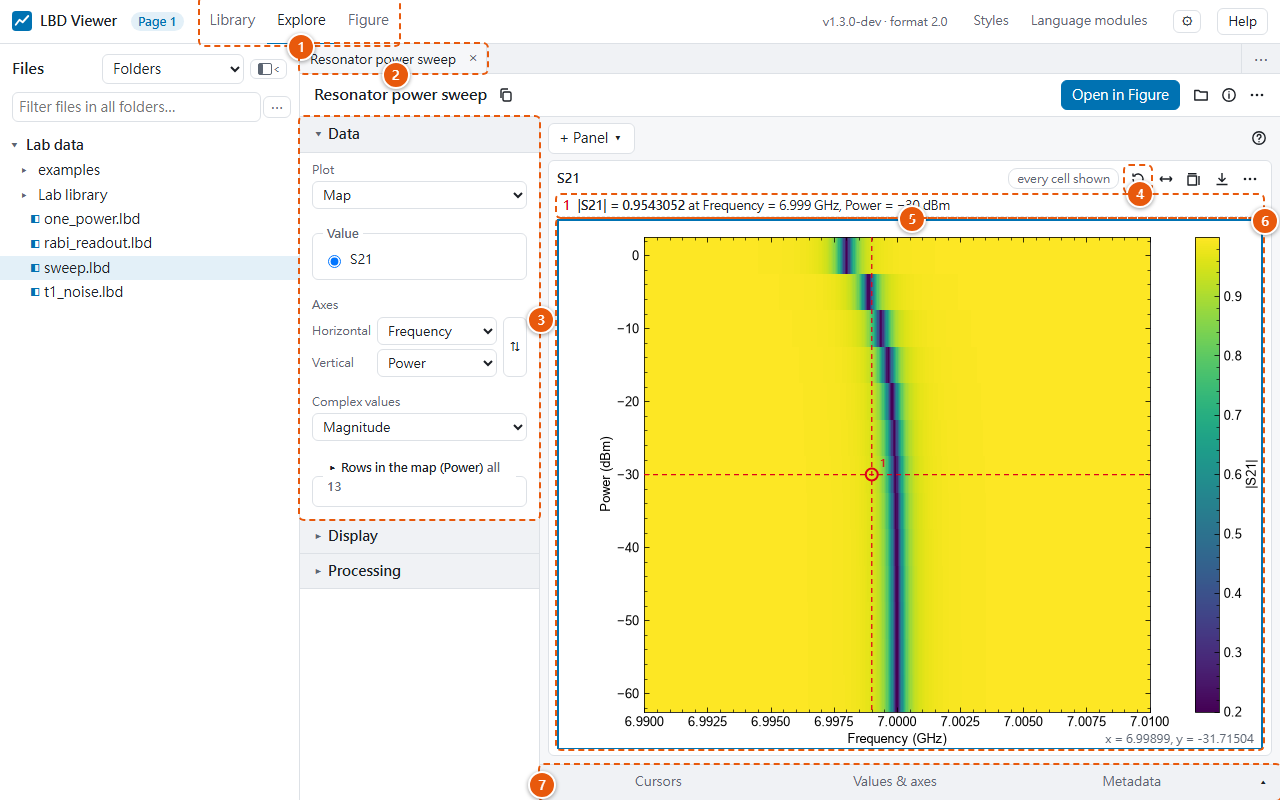 LBD Viewer Page 1 Library Explore Figure v1.3.0-dev · format 2.0 Styles Language modules Help
1
Files Folders
Resonator power sweep ×
2
Filter files in all folders...
Resonator power sweep Open in Figure
Lab data
examples
Lab library
one_power.lbd
rabi_readout.lbd
sweep.lbd
t1_noise.lbd
Data
Plot
Map
Value
S21
Axes
Horizontal Frequency
Vertical Power
3
Complex values
Magnitude
Rows in the map (Power) all
13
Display
Processing
+ Panel
S21 every cell shown
4
1 |S21| = 0.9543052 at Frequency = 6.999 GHz, Power = −30 dBm
5
6
0
−10
−20
−30
−40
−50
−60
Power (dBm)
1
6.9900 6.9925 6.9950 6.9975 7.0000 7.0025 7.0050 7.0075 7.0100
Frequency (GHz)
x = 6.99899, y = -31.71504
0.9
0.8
0.7
0.6
0.5
0.4
0.3
0.2
|S21|
7
Cursors Values & axes Metadata